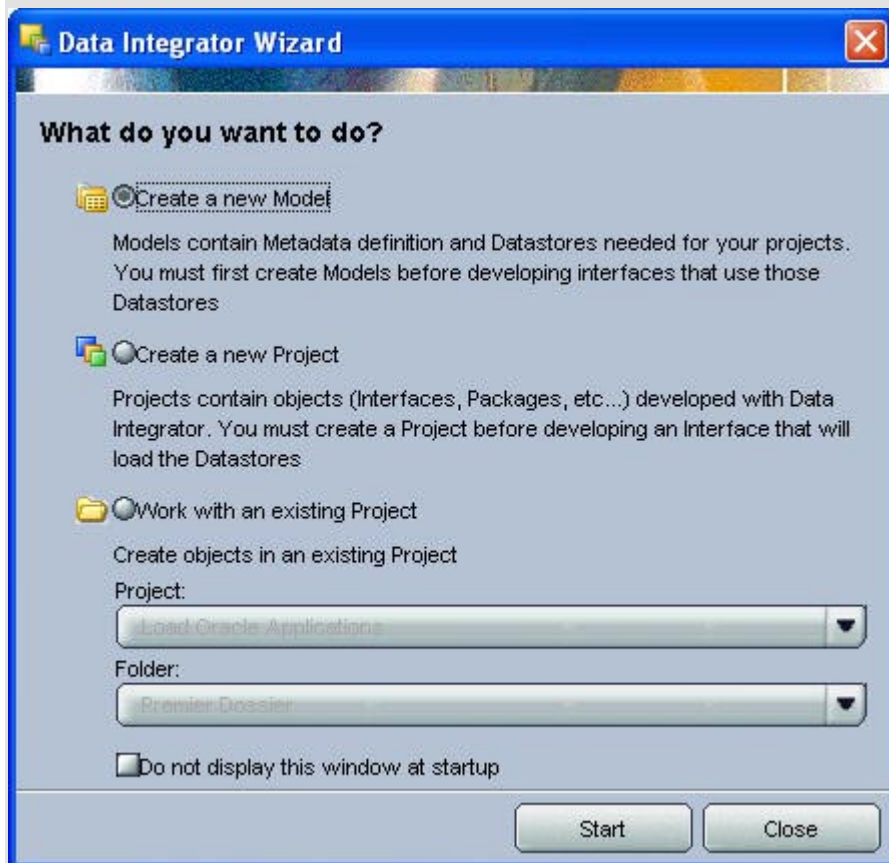 Data Integrator Wizard
What do you want to do?
Create a new Model
Models contain Metadata definition and Datastores needed for your projects.
You must first create Models before developing interfaces that use those
Datastores
Create a new Project
Projects contain objects (Interfaces, Packages, etc...) developed with Data
Integrator. You must create a Project before developing an Interface that will
load the Datastores
Work with an existing Project
Create objects in an existing Project
Project:
Load Oracle Applications
Folder:
Premier Dossier
Do not display this window at startup
Start Close